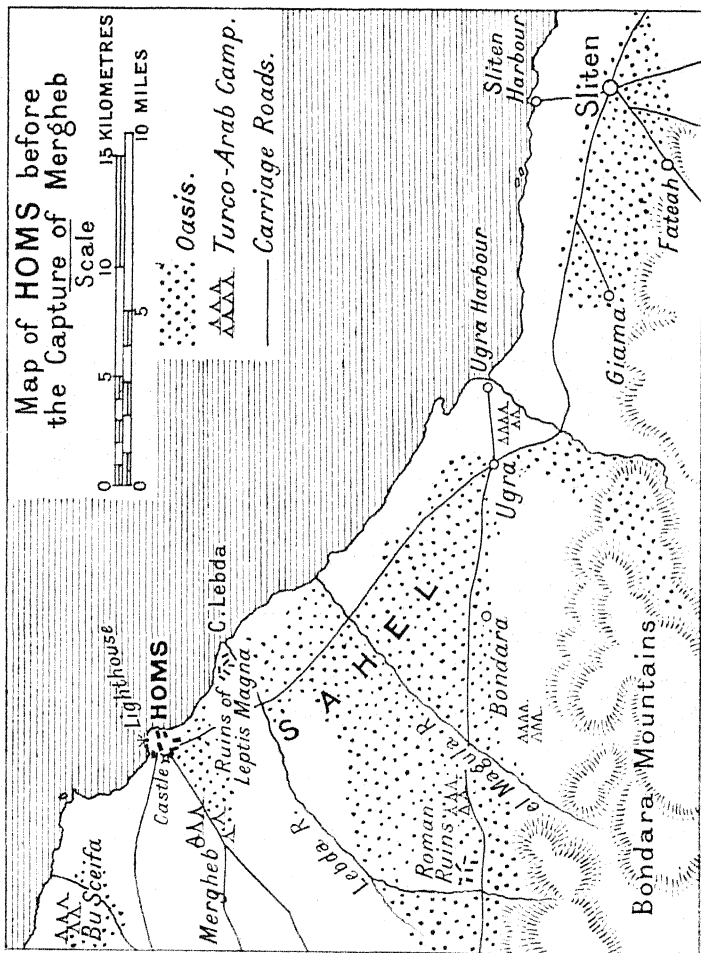 Map of HOMS before
the Capture of Mergheb
Scale
0 5 10 15 KILOMETRES
0 5 10 MILES
Oasis.
Turco-Arab Camp.
Carriage Roads.
Lighthouse
HOMS
Castle
C. Lebda
Ruins of
Leptis Magna
Bu Sceifa
Mergheb
Lebda R.
SAHEL
Roman
Ruins
el Magula R.
Bondara
Ugra Harbour
Ugra
Sliten
Harbour
Sliten
Giama
Fateah
Bondara Mountains